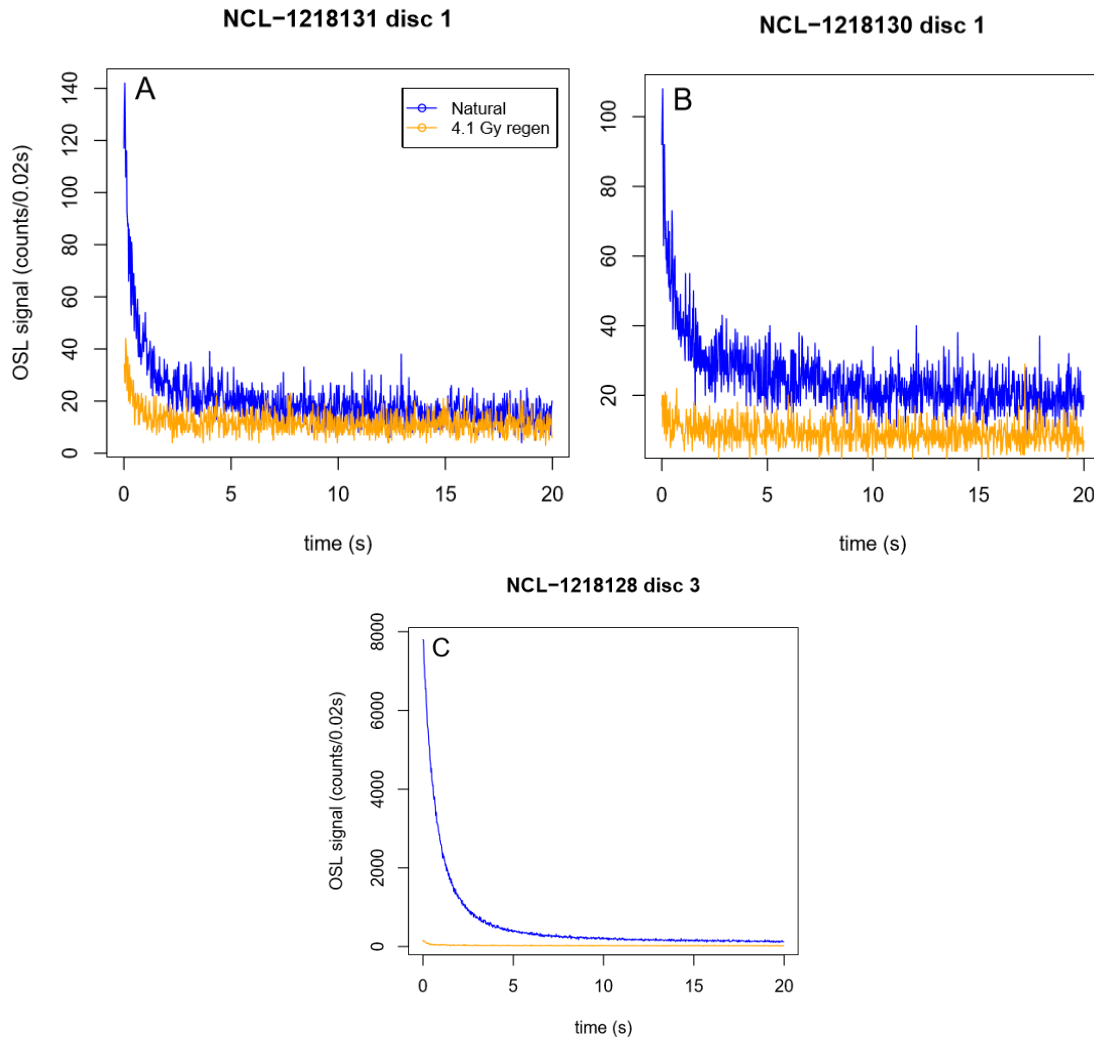 NCL−1218131 disc 1
A
Natural
4.1 Gy regen
OSL signal (counts/0.02s)
0 20 40 60 80 100 120 140
0 5 10 15 20
time (s)
NCL−1218130 disc 1
B
20 40 60 80 100
0 5 10 15 20
time (s)
NCL−1218128 disc 3
C
OSL signal (counts/0.02s)
0 2000 4000 6000 8000
0 5 10 15 20
time (s)